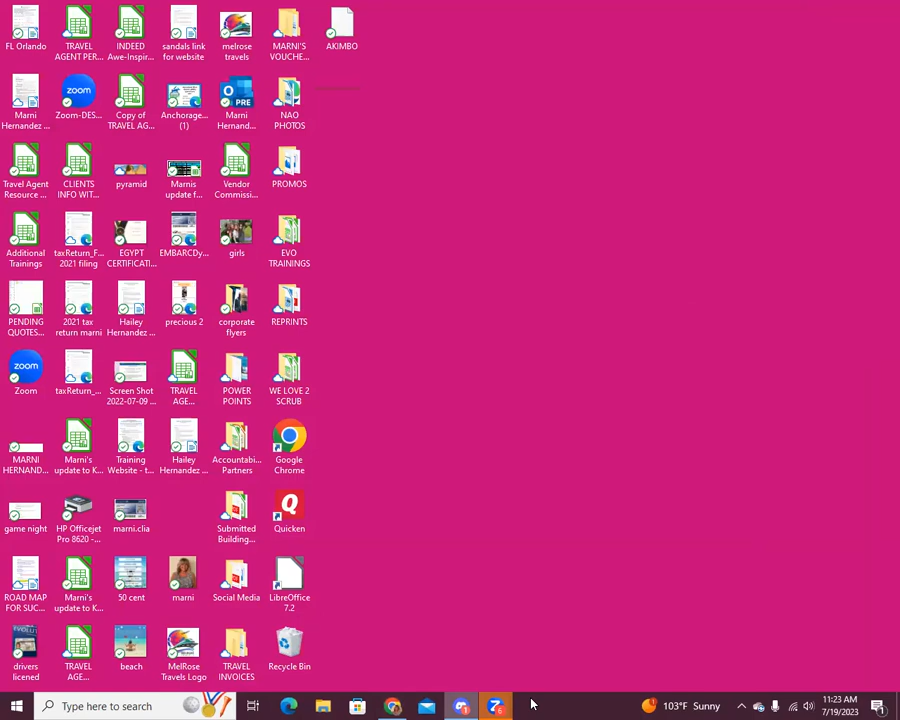 FL Orlando
TRAVEL
AGENT PER...
INDEED
Awe-Inspir...
sandals link
for website
melrose
travels
MARNI'S
VOUCHE...
AKIMBO
Marni
Hernandez ...
zoom
Zoom-DES...
Copy of
TRAVEL AG...
Anchorage...
(1)
PRE
Marni
Hernand...
NAO
PHOTOS
Travel Agent
Resource ...
CLIENTS
INFO WIT...
pyramid
Marnis
update f...
Vendor
Commissi...
PROMOS
Additional
Trainings
taxReturn_F...
2021 filing
EGYPT
CERTIFICATI...
EMBARCDy...
girls
EVO
TRAININGS
PENDING
QUOTES...
2021 tax
return marni
Hailey
Hernandez ...
precious 2
corporate
flyers
REPRINTS
zoom
Zoom
taxReturn_...
Screen Shot
2022-07-09 ...
TRAVEL
AGE...
POWER
POINTS
WE LOVE 2
SCRUB
MARNI
HERNAND...
Marni's
update to K...
Training
Website - t...
Hailey
Hernandez ...
Accountabi...
Partners
Google
Chrome
game night
HP Officejet
Pro 8620 -...
marni.clia
Submitted
Building...
Quicken
ROAD MAP
FOR SUC...
Marni's
update to K...
50 cent
marni
Social Media
LibreOffice
7.2
drivers
licened
TRAVEL
AGE...
beach
MelRose
Travels Logo
TRAVEL
INVOICES
Recycle Bin
Type here to search
103°F Sunny
11:23 AM
7/19/2023